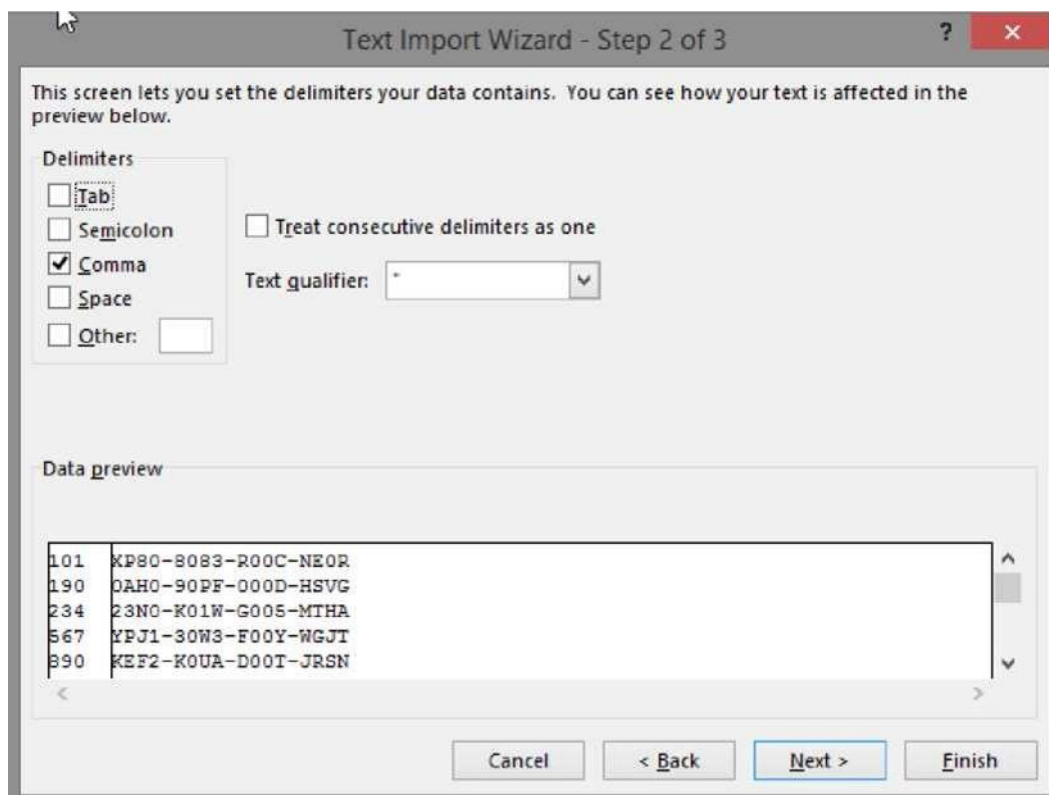 Text Import Wizard - Step 2 of 3
?
×
This screen lets you set the delimiters your data contains. You can see how your text is affected in the
preview below.
Delimiters
Tab
Semicolon
Comma
Space
Other:
Treat consecutive delimiters as one
Text qualifier: "
Data preview
101 XP80-8083-R00C-NE0R
190 0AH0-90PF-000D-HSVG
234 23N0-K01W-G005-MTHA
567 YPJ1-30W3-F00Y-WGJT
890 KEF2-K0UA-D00T-JRSN
Cancel
< Back
Next >
Finish